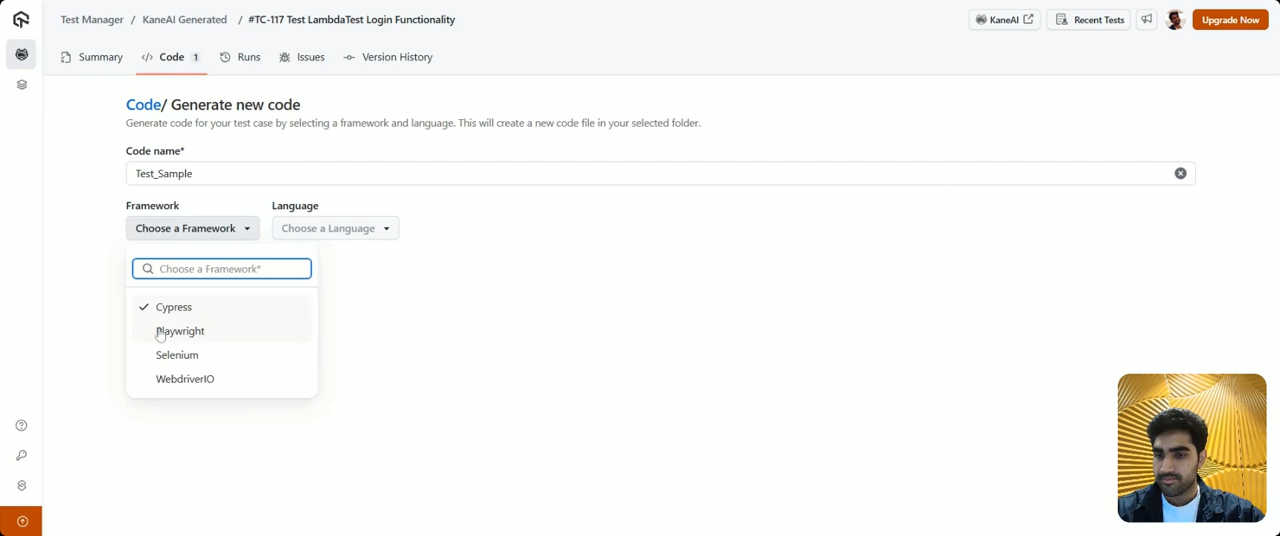 Test Manager / KaneAI Generated / #TC-117 Test LambdaTest Login Functionality
KaneAI Recent Tests Upgrade Now
Summary </> Code 1 Runs Issues Version History
Code/ Generate new code
Generate code for your test case by selecting a framework and language. This will create a new code file in your selected folder.
Code name*
Test_Sample
Framework Language
Choose a Framework Choose a Language
Choose a Framework*
Cypress
Playwright
Selenium
WebdriverIO